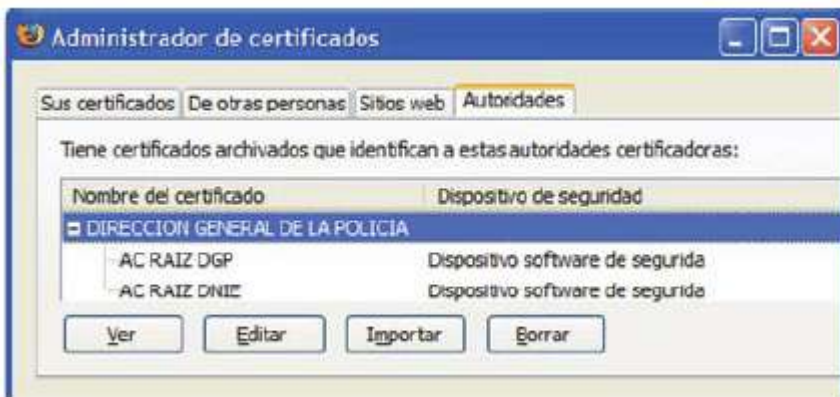 Administrador de certificados
Sus certificados De otras personas Sitios web Autoridades
Tiene certificados archivados que identifican a estas autoridades certificadoras:
Nombre del certificado Dispositivo de seguridad
DIRECCION GENERAL DE LA POLICIA
AC RAIZ DGP Dispositivo software de segurida
AC RAIZ DNIE Dispositivo software de segurida
Ver Editar Importar Borrar